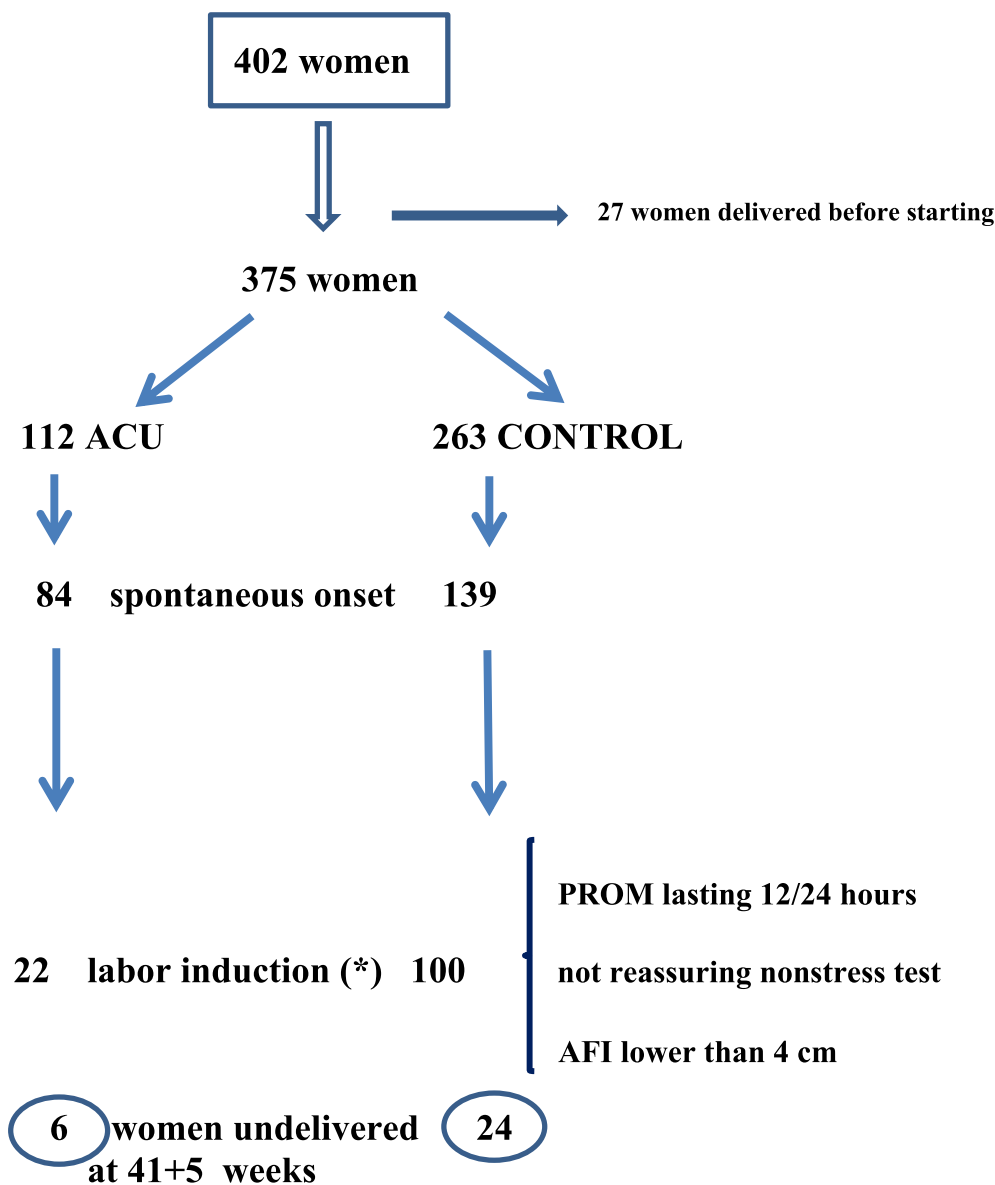 402 women
27 women delivered before starting
375 women
112 ACU
263 CONTROL
84 spontaneous onset 139
PROM lasting 12/24 hours
22 labor induction (*) 100
not reassuring nonstress test
AFI lower than 4 cm
6 women undelivered 24
at 41+5 weeks